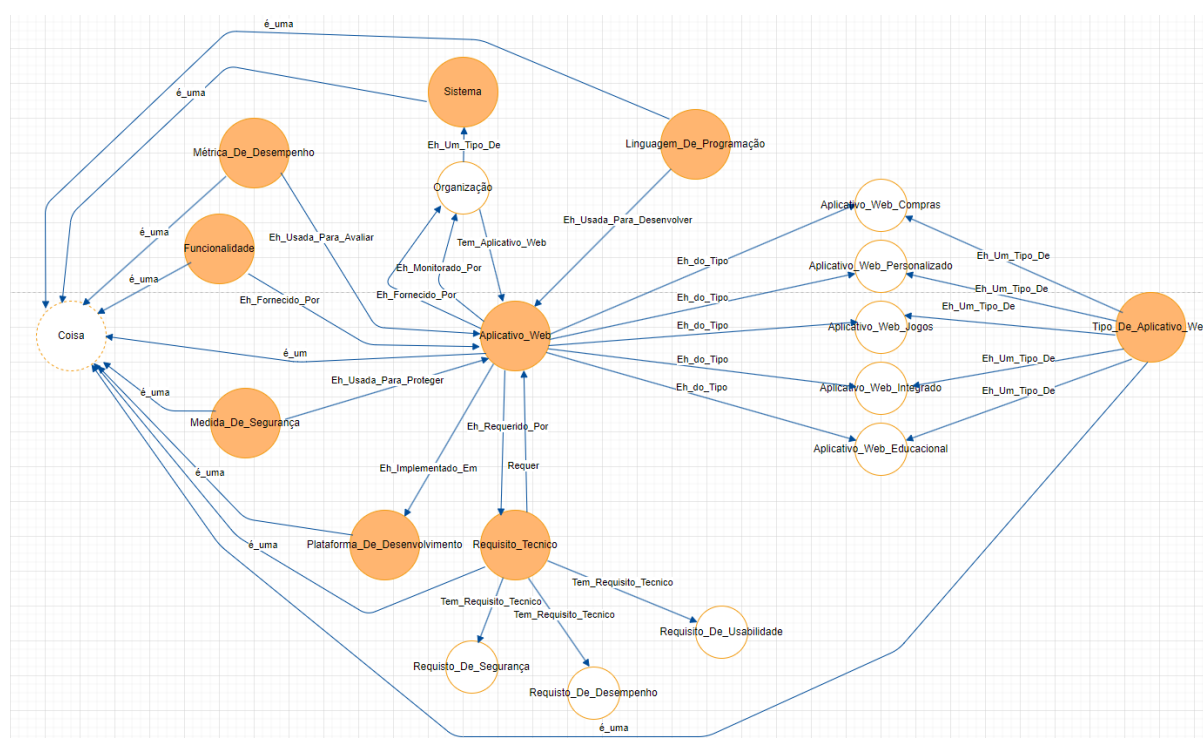 é_uma
é_uma
Sistema
Eh_Um_Tipo_De
Métrica_De_Desempenho
Linguagem_De_Programação
Organização
Aplicativo_Web_Compras
Eh_Usada_Para_Desenvolver
é_uma
Eh_Usada_Para_Avaliar
Tem_Aplicativo_Web
Funcionalidade
Eh_Um_Tipo_De
Eh_do_Tipo
Aplicativo_Web_Personalizado
Eh_Monitorado_Por
é_uma
Eh_Um_Tipo_De
Eh_Fornecido_Por
Eh_Fornecido_Por
Eh_do_Tipo
Eh_Um_Tipo_De
Coisa
Aplicativo_Web
Eh_do_Tipo
Aplicativo_Web_Jogos
Tipo_De_Aplicativo_We
é_um
Eh_do_Tipo
Eh_Um_Tipo_De
Eh_Usada_Para_Proteger
é_uma
Eh_do_Tipo
Aplicativo_Web_Integrado
Eh_Um_Tipo_De
Medida_De_Segurança
Eh_Requerido_Por
Aplicativo_Web_Educacional
é_uma
Eh_Implementado_Em
Requer
é_uma
Plataforma_De_Desenvolvimento
Requisito_Tecnico
Tem_Requisito_Tecnico
Tem_Requisito_Tecnico
Tem_Requisito_Tecnico
Requisito_De_Usabilidade
Requisto_De_Segurança
Requisto_De_Desempenho
é_uma